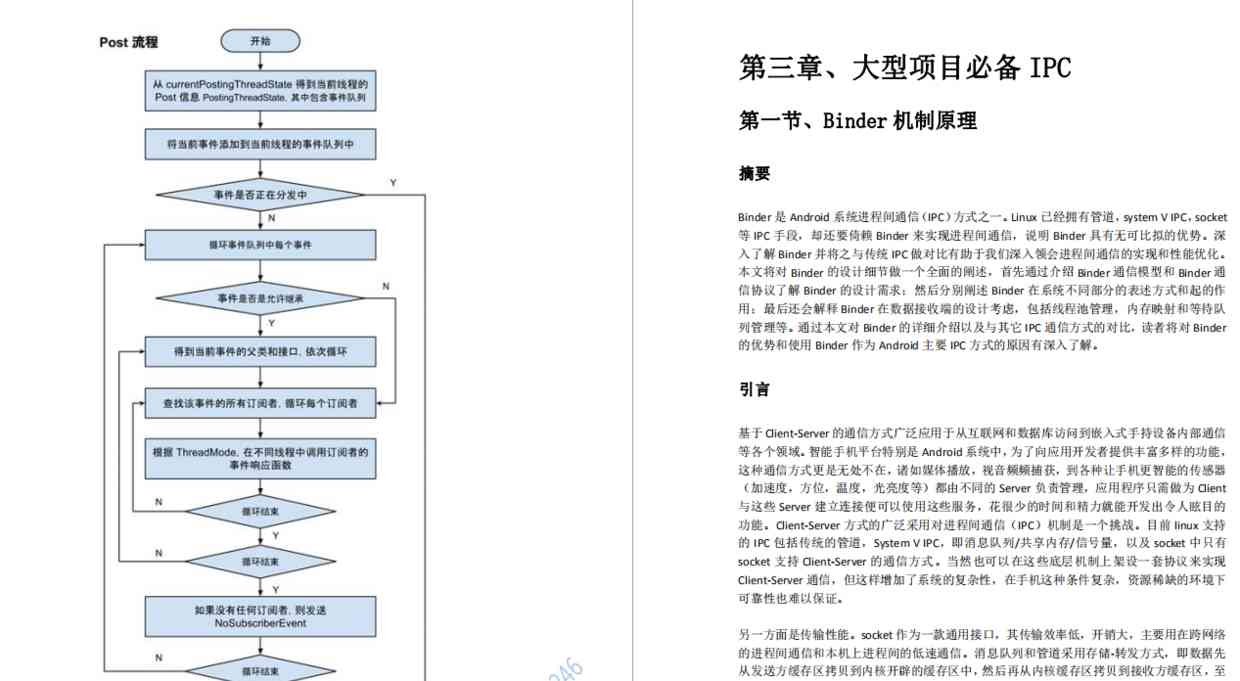 Post 流程
开始
从 currentPostingThreadState 得到当前线程的
Post 信息 PostingThreadState, 其中包含事件队列
将当前事件添加到当前线程的事件队列中
事件是否正在分发中
Y
N
循环事件队列中每个事件
事件是否是允许继承
N
Y
得到当前事件的父类和接口, 依次循环
查找该事件的所有订阅者, 循环每个订阅者
根据 ThreadMode, 在不同线程中调用订阅者的
事件响应函数
N
循环结束
Y
N
循环结束
Y
如果没有任何订阅者, 则发送
NoSubscriberEvent
N
循环结束
946
第三章、大型项目必备 IPC
第一节、Binder 机制原理
摘要
Binder 是 Android 系统进程间通信（IPC）方式之一。Linux 已经拥有管道，system V IPC，socket
等 IPC 手段，却还要倚赖 Binder 来实现进程间通信，说明 Binder 具有无可比拟的优势。深
入了解 Binder 并将之与传统 IPC 做对比有助于我们深入领会进程间通信的实现和性能优化。
本文将对 Binder 的设计细节做一个全面的阐述，首先通过介绍 Binder 通信模型和 Binder 通
信协议了解 Binder 的设计需求；然后分别阐述 Binder 在系统不同部分的表述方式和起的作
用；最后还会解释 Binder 在数据接收端的设计考虑，包括线程池管理，内存映射和等待队
列管理等。通过本文对 Binder 的详细介绍以及与其它 IPC 通信方式的对比，读者将对 Binder
的优势和使用 Binder 作为 Android 主要 IPC 方式的原因有深入了解。
引言
基于 Client-Server 的通信方式广泛应用于从互联网和数据库访问到嵌入式手持设备内部通信
等各个领域。智能手机平台特别是 Android 系统中，为了向应用开发者提供丰富多样的功能，
这种通信方式更是无处不在，诸如媒体播放，视音频频捕获，到各种让手机更智能的传感器
（加速度，方位，温度，光亮度等）都由不同的 Server 负责管理，应用程序只需做为 Client
与这些 Server 建立连接便可以使用这些服务，花很少的时间和精力就能开发出令人眩目的
功能。Client-Server 方式的广泛采用对进程间通信（IPC）机制是一个挑战。目前 linux 支持
的 IPC 包括传统的管道，System V IPC，即消息队列/共享内存/信号量，以及 socket 中只有
socket 支持 Client-Server 的通信方式。当然也可以在这些底层机制上架设一套协议来实现
Client-Server 通信，但这样增加了系统的复杂性，在手机这种条件复杂，资源稀缺的环境下
可靠性也难以保证。
另一方面是传输性能。socket 作为一款通用接口，其传输效率低，开销大，主要用在跨网络
的进程间通信和本机上进程间的低速通信。消息队列和管道采用存储-转发方式，即数据先
从发送方缓存区拷贝到内核开辟的缓存区中，然后再从内核缓存区拷贝到接收方缓存区，至